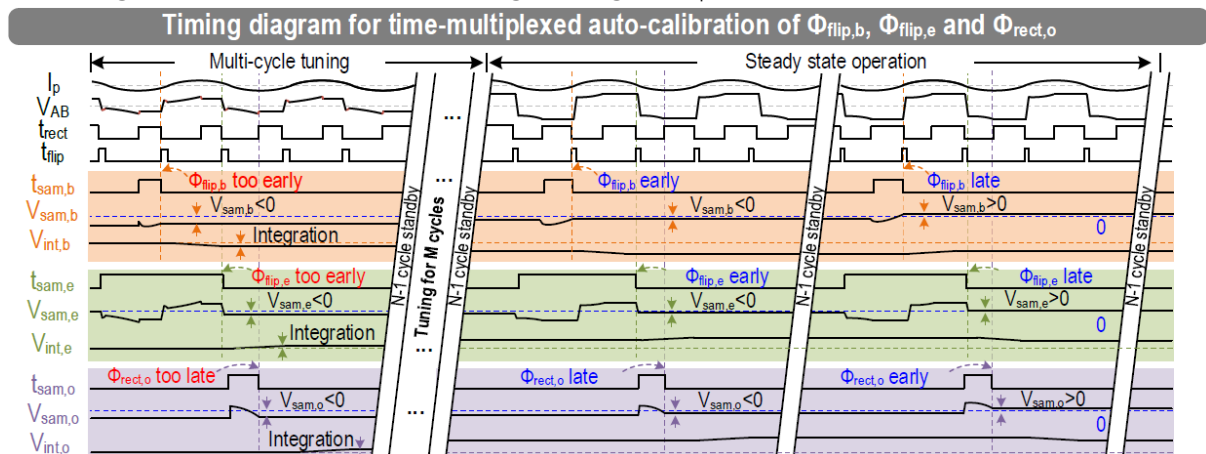 Timing diagram for time-multiplexed auto-calibration of Φflip,b, Φflip,e and Φrect,o
Multi-cycle tuning
Steady state operation
Ip
VAB
trect
tflip
...
tsam,b
Φflip,b too early
...
Φflip,b early
Φflip,b late
Vsam,b
Vsam,b<0
Vsam,b<0
Vsam,b>0
0
Vint,b
Integration
N-1 cycle standby
Tuning for M cycles
N-1 cycle standby
N-1 cycle standby
N-1 cycle standby
tsam,e
Φflip,e too early
Φflip,e early
Φflip,e late
Vsam,e
Vsam,e<0
Vsam,e<0
Vsam,e>0
0
Vint,e
Integration
...
tsam,o
Φrect,o too late
Φrect,o late
Φrect,o early
Vsam,o
Vsam,o<0
...
Vsam,o<0
Vsam,o>0
0
Vint,o
Integration